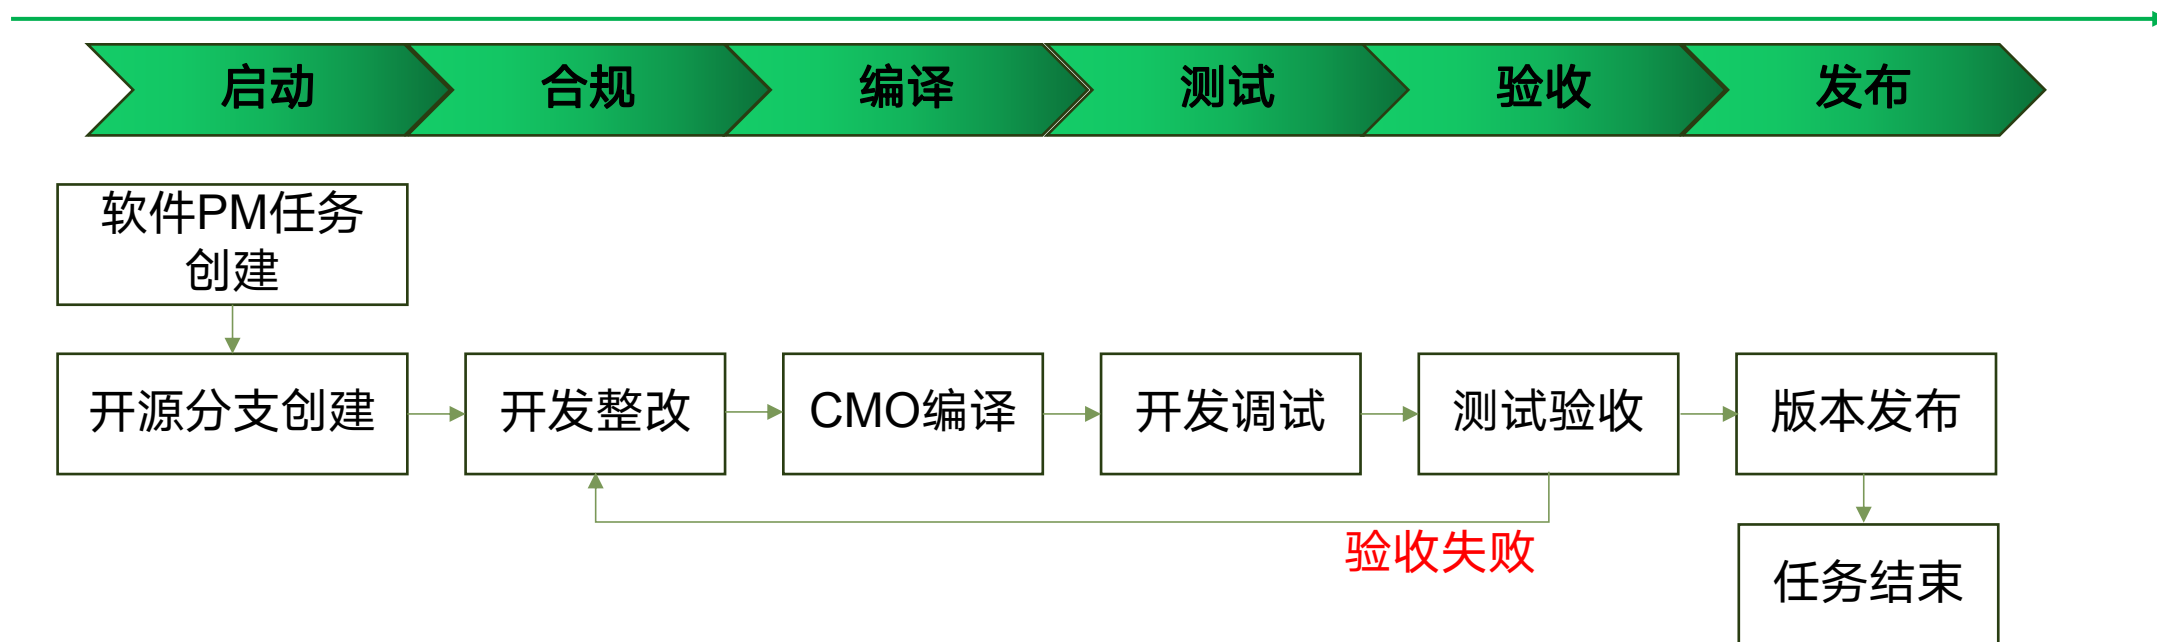 启动
合规
编译
测试
验收
发布
软件PM任务
创建
开源分支创建
开发整改
CMO编译
开发调试
测试验收
版本发布
验收失败
任务结束